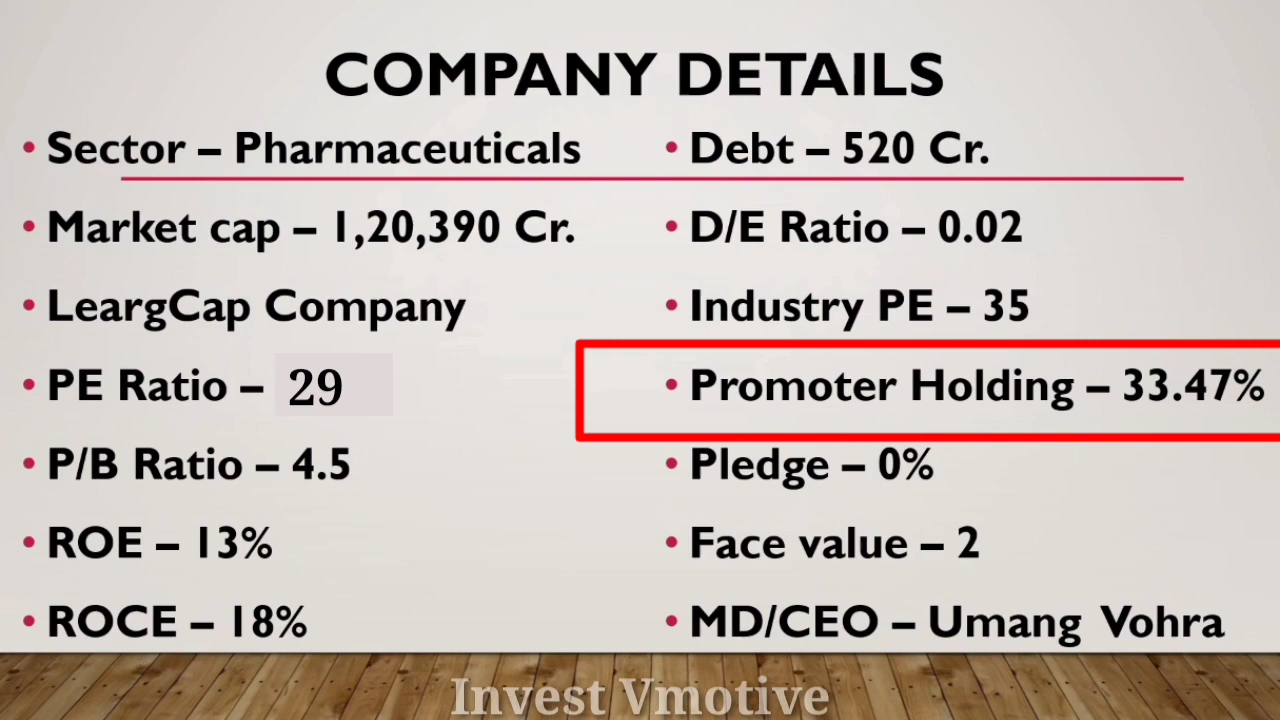 COMPANY DETAILS
• Sector – Pharmaceuticals
• Market cap – 1,20,390 Cr.
• LeargCap Company
• PE Ratio – 29
• P/B Ratio – 4.5
• ROE – 13%
• ROCE – 18%
• Debt – 520 Cr.
• D/E Ratio – 0.02
• Industry PE – 35
• Promoter Holding – 33.47%
• Pledge – 0%
• Face value – 2
• MD/CEO – Umang Vohra
Invest Vmotive